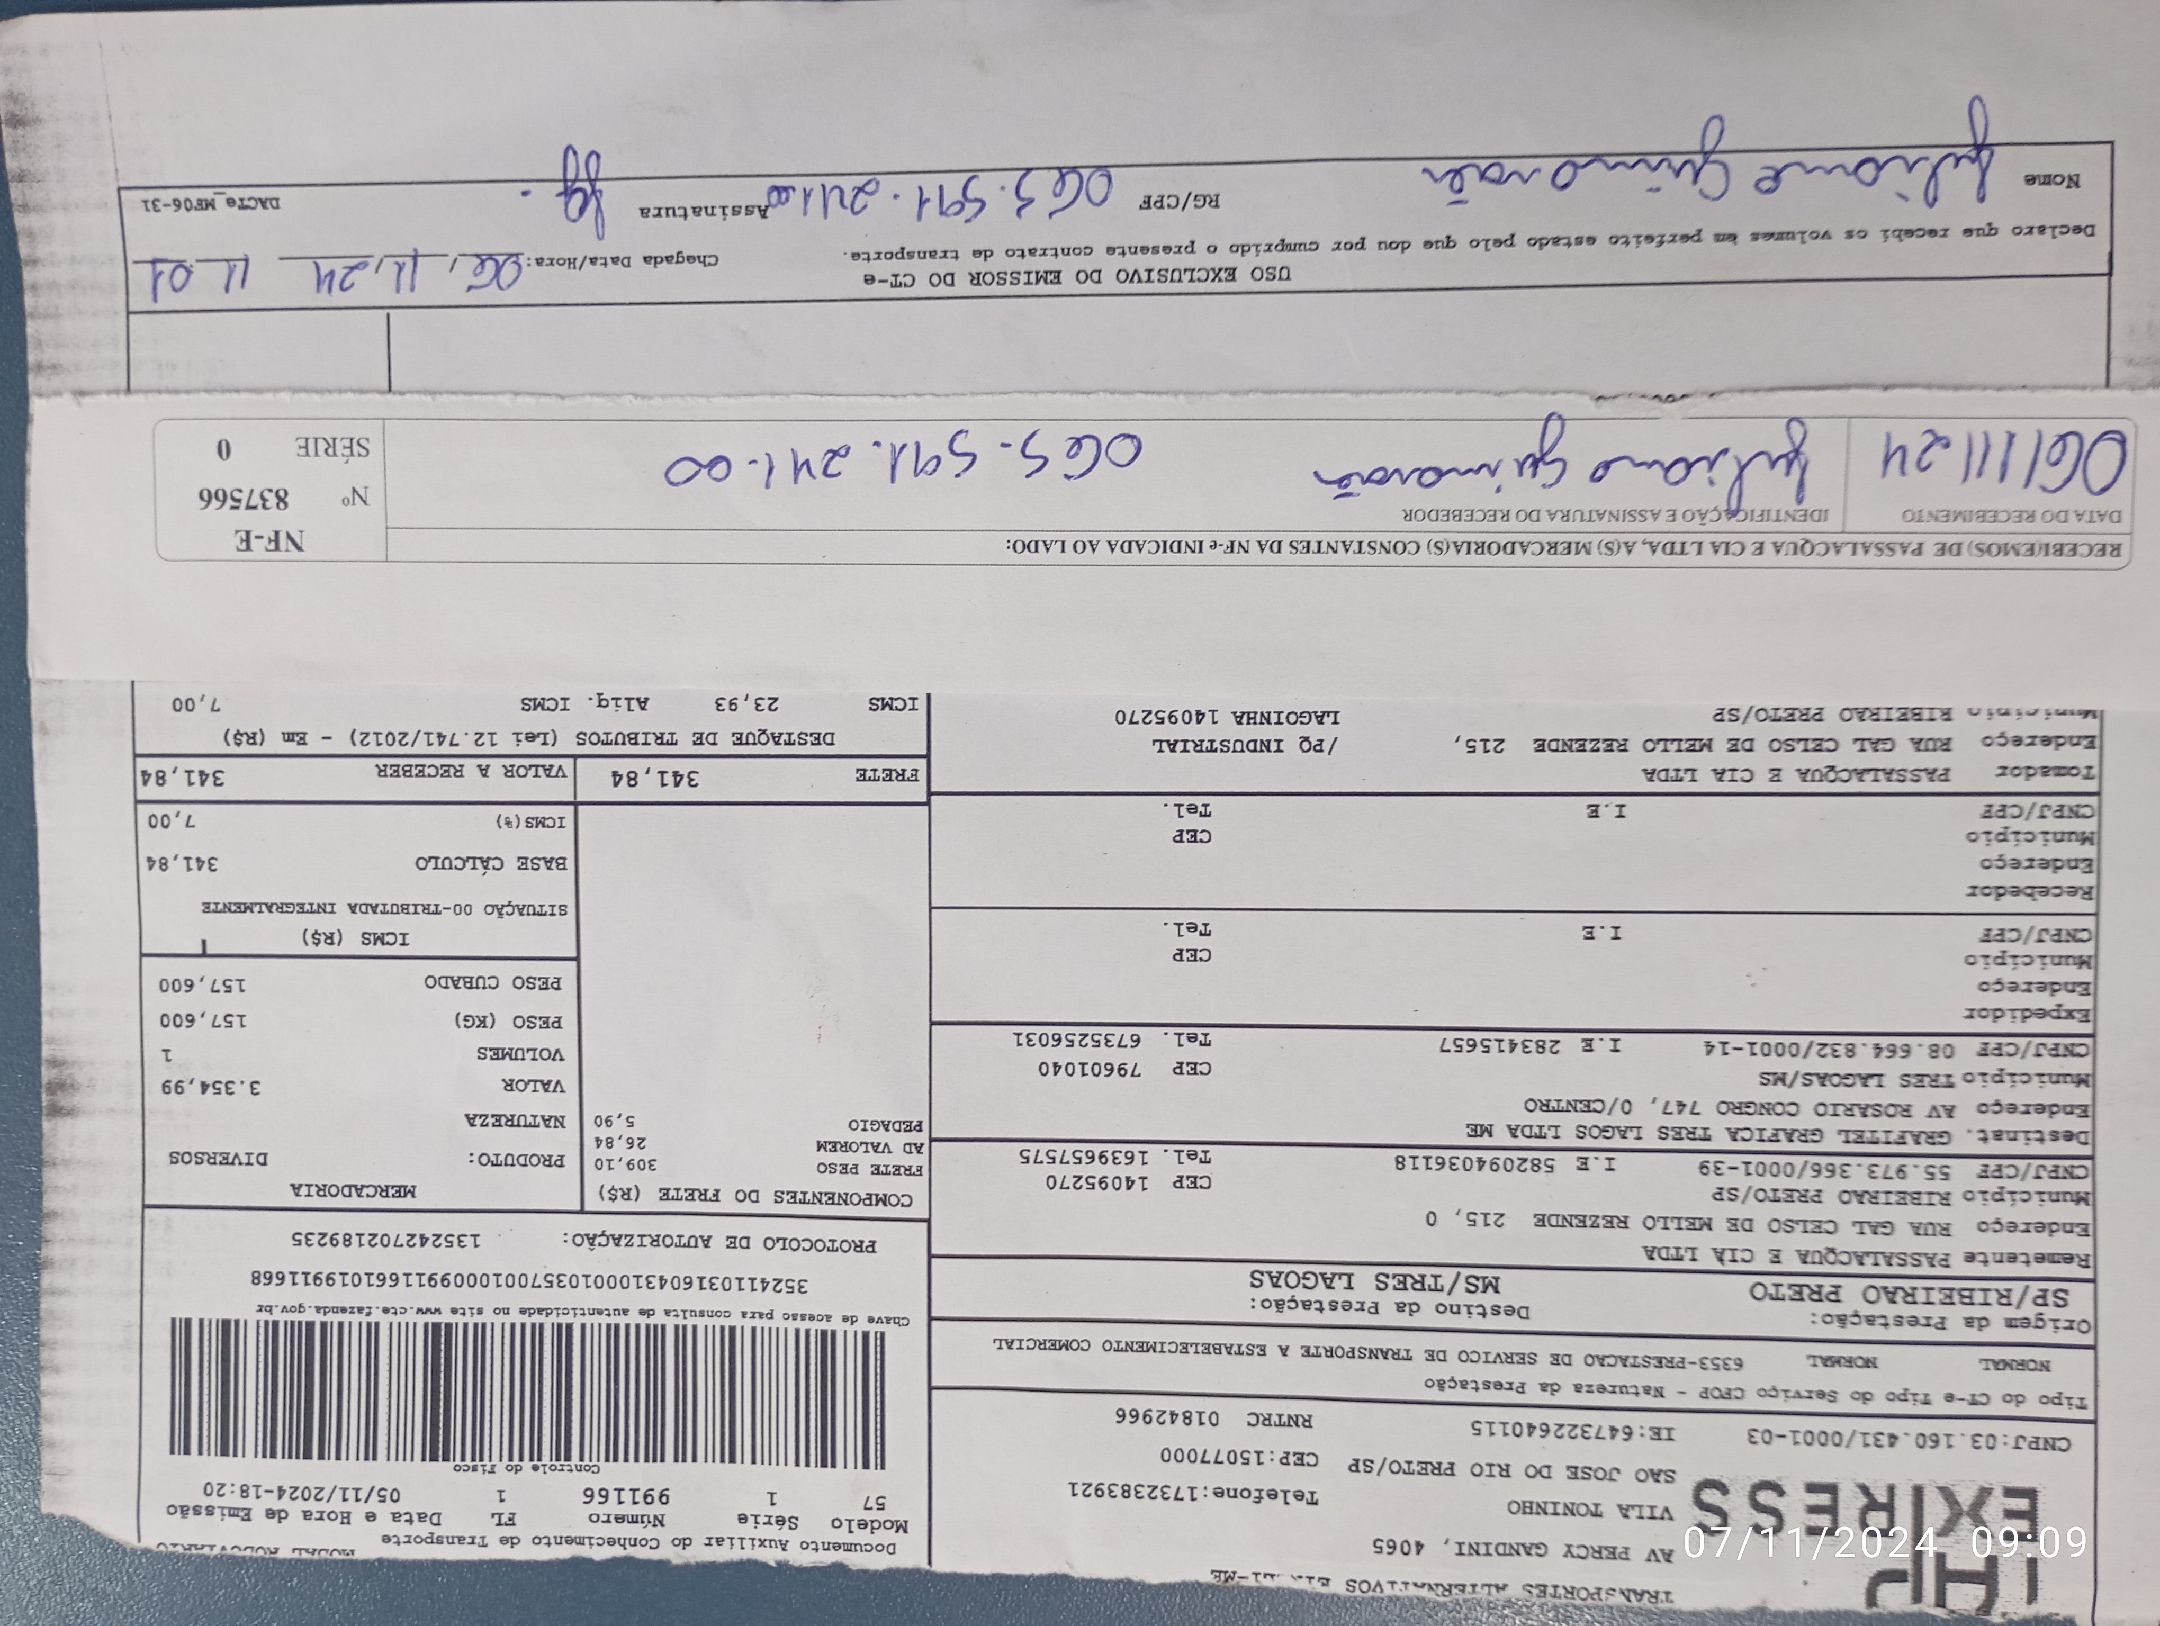 TRANSPORTES ALTERNATIVOS
AV PERCY GANDINI, 4065
VILA TONINHO Telefone:1732383921
SAO JOSE DO RIO PRETO/SP CEP:15077000
EXIRESS
CNPJ:03.160.431/0001-03 IE:647322640115 RNTRC 01842966
Tipo do CT-e Tipo do Serviço CFOP - Natureza da Prestação
NORMAL NORMAL 6353-PRESTACAO DE SERVICO DE TRANSPORTE A ESTABELECIMENTO COMERCIAL
Origem da Prestação: Destino da Prestação:
SP/RIBEIRAO PRETO MS/TRES LAGOAS
Remetente PASSALACQUA E CIA LTDA
Endereço RUA GAL CELSO DE MELLO REZENDE 215, 0
Município RIBEIRAO PRETO/SP CEP 14095270
CNPJ/CPF 55.973.366/0001-39 I.E 582094036118 Tel. 1639657575
Destinat. GRAFITEL GRAFICA TRES LAGOS LTDA ME
Endereço AV ROSARIO CONGRO 747, 0/CENTRO
Município TRES LAGOAS/MS CEP 79601040
CNPJ/CPF 08.664.832/0001-14 I.E 283415657 Tel. 6735256031
Expedidor
Endereço
Município CEP
CNPJ/CPF I.E Tel.
Recebedor
Endereço
Município CEP
CNPJ/CPF I.E Tel.
Tomador PASSALACQUA E CIA LTDA
Endereço RUA GAL CELSO DE MELLO REZENDE 215, /PQ INDUSTRIAL
Município RIBEIRAO PRETO/SP LAGOINHA 14095270
Documento Auxiliar do Conhecimento de Transporte MODAL RODOVIARIO
Modelo Série Número FL Data e Hora de Emissão
57 1 991166 1 05/11/2024-18:20
Controle do Fisco
Chave de acesso para consulta de autenticidade no site www.cte.fazenda.gov.br
35241103160431000103570010009911661019911668
PROTOCOLO DE AUTORIZAÇÃO: 135242702189235
COMPONENTES DO FRETE (R$)
FRETE PESO 309,10
AD VALOREM 26,84
PEDAGIO 5,90
MERCADORIA
PRODUTO: DIVERSOS
NATUREZA
VALOR 3.354,99
VOLUMES 1
PESO (KG) 157,600
PESO CUBADO 157,600
ICMS (R$)
SITUAÇÃO 00-TRIBUTADA INTEGRALMENTE
BASE CÁLCULO 341,84
ICMS(%) 7,00
FRETE 341,84 VALOR A RECEBER 341,84
DESTAQUE DE TRIBUTOS (Lei 12.741/2012) - Em (R$)
ICMS 23,93 Aliq. ICMS 7,00
RECEBI(EMOS) DE PASSALACQUA E CIA LTDA, A(S) MERCADORIA(S) CONSTANTES DA NF-e INDICADA AO LADO:
DATA DO RECEBIMENTO IDENTIFICAÇÃO E ASSINATURA DO RECEBEDOR
06/11/24 Juliane Guimarães 065.591.241-00
NF-E
Nº 837566
SÉRIE 0
USO EXCLUSIVO DO EMISSOR DO CT-e
Declaro que recebi os volumes em perfeito estado pelo que dou por cumprido o presente contrato de transporte. Chegada Data/Hora: 06, 11, 24 11 01
Nome Juliane Guimarães RG/CPF 065.591.241.00 Assinatura JG. DACTe MF06-31
07/11/2024 09:09